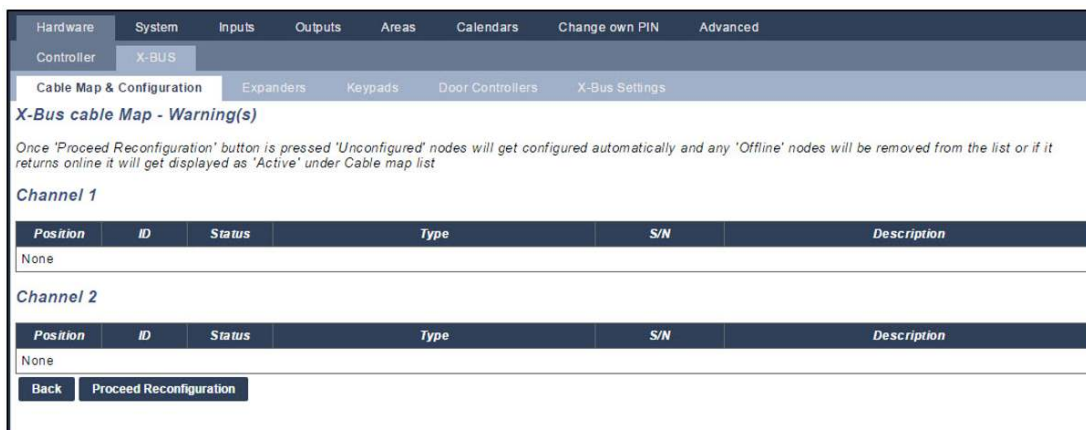 Hardware System Inputs Outputs Areas Calendars Change own PIN Advanced
Controller X-BUS
Cable Map & Configuration Expanders Keypads Door Controllers X-Bus Settings
X-Bus cable Map - Warning(s)
Once 'Proceed Reconfiguration' button is pressed 'Unconfigured' nodes will get configured automatically and any 'Offline' nodes will be removed from the list or if it
returns online it will get displayed as 'Active' under Cable map list
Channel 1
Position ID Status Type S/N Description
None
Channel 2
Position ID Status Type S/N Description
None
Back Proceed Reconfiguration